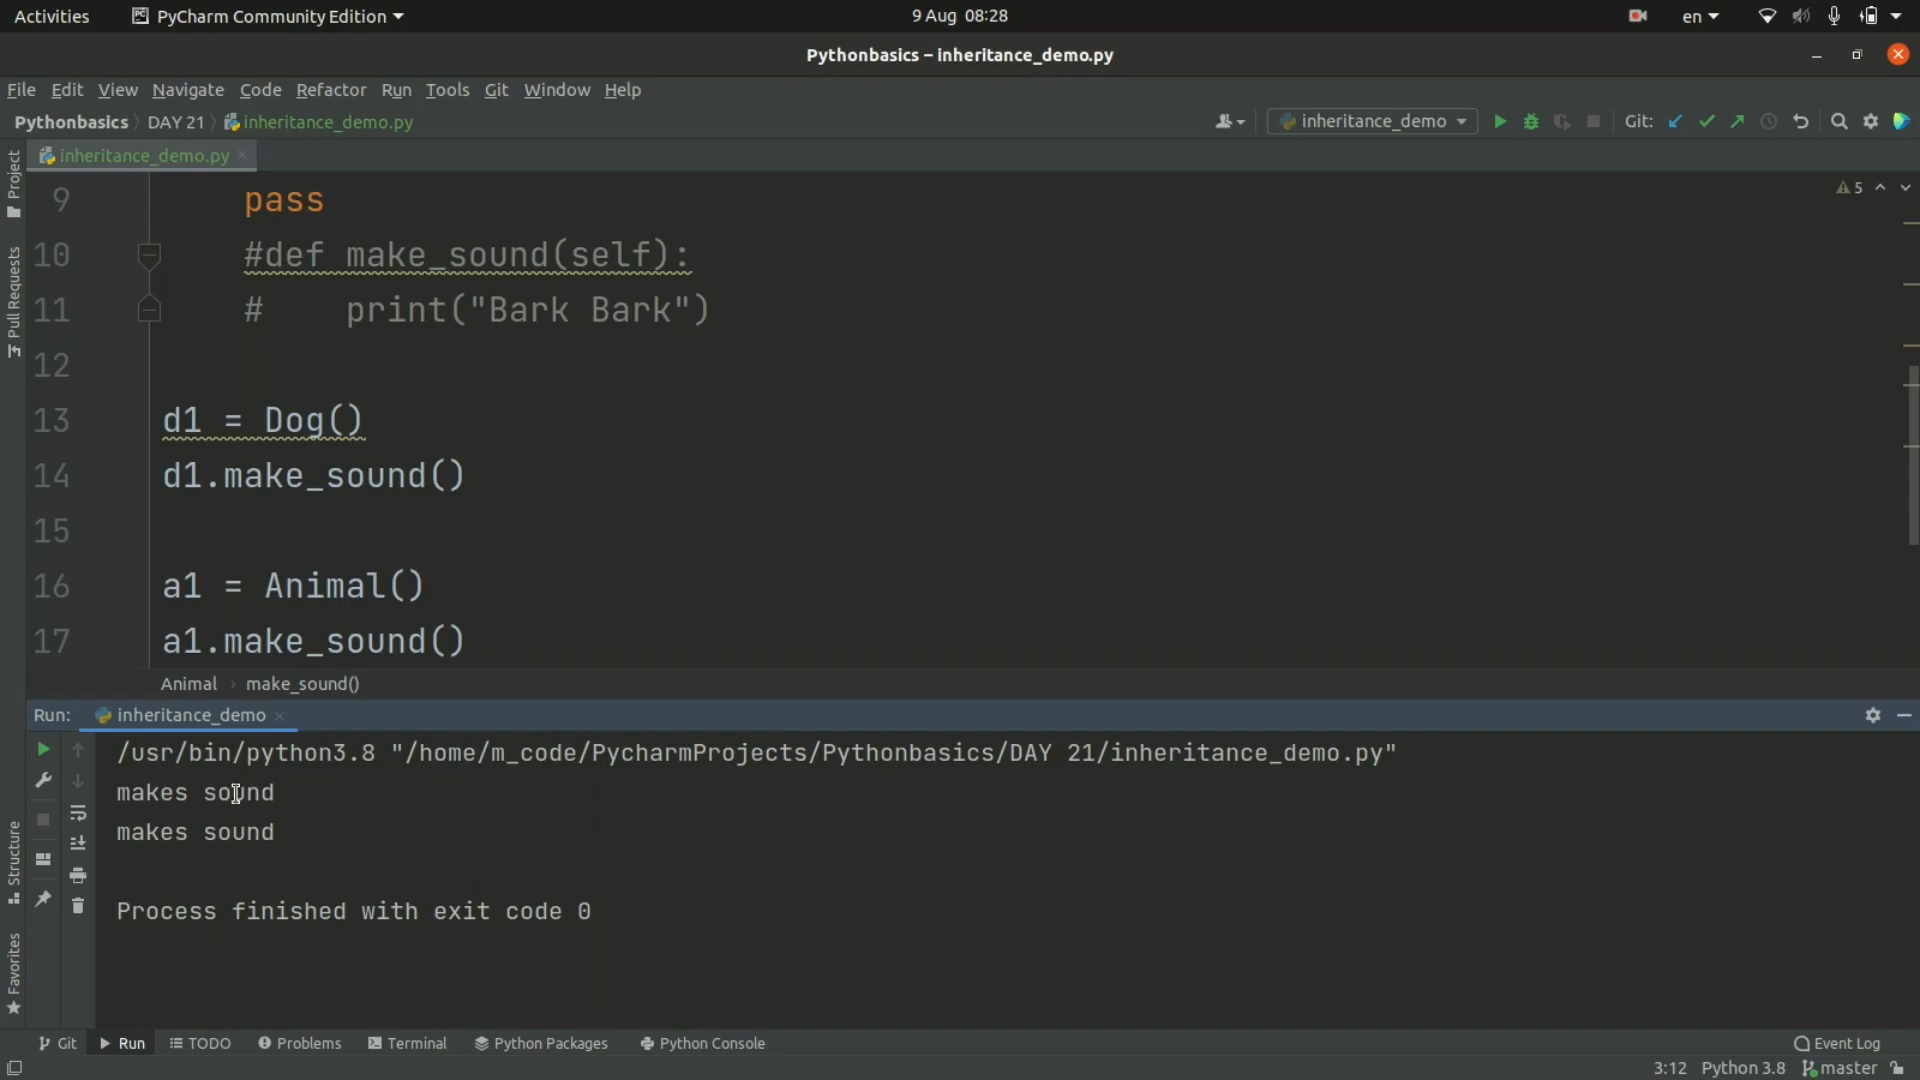 Activities PyCharm Community Edition 9 Aug 08:28 en
Pythonbasics – inheritance_demo.py
File Edit View Navigate Code Refactor Run Tools Git Window Help
Pythonbasics DAY 21 inheritance_demo.py inheritance_demo Git:
inheritance_demo.py
Project
Pull Requests
5
9 pass
10 #def make_sound(self):
11 #    print("Bark Bark")
12
13 d1 = Dog()
14 d1.make_sound()
15
16 a1 = Animal()
17 a1.make_sound()
Animal make_sound()
Run: inheritance_demo
/usr/bin/python3.8 "/home/m_code/PycharmProjects/Pythonbasics/DAY 21/inheritance_demo.py"
makes sound
makes sound
Process finished with exit code 0
Structure
Favorites
Git Run TODO Problems Terminal Python Packages Python Console Event Log
3:12 Python 3.8 master